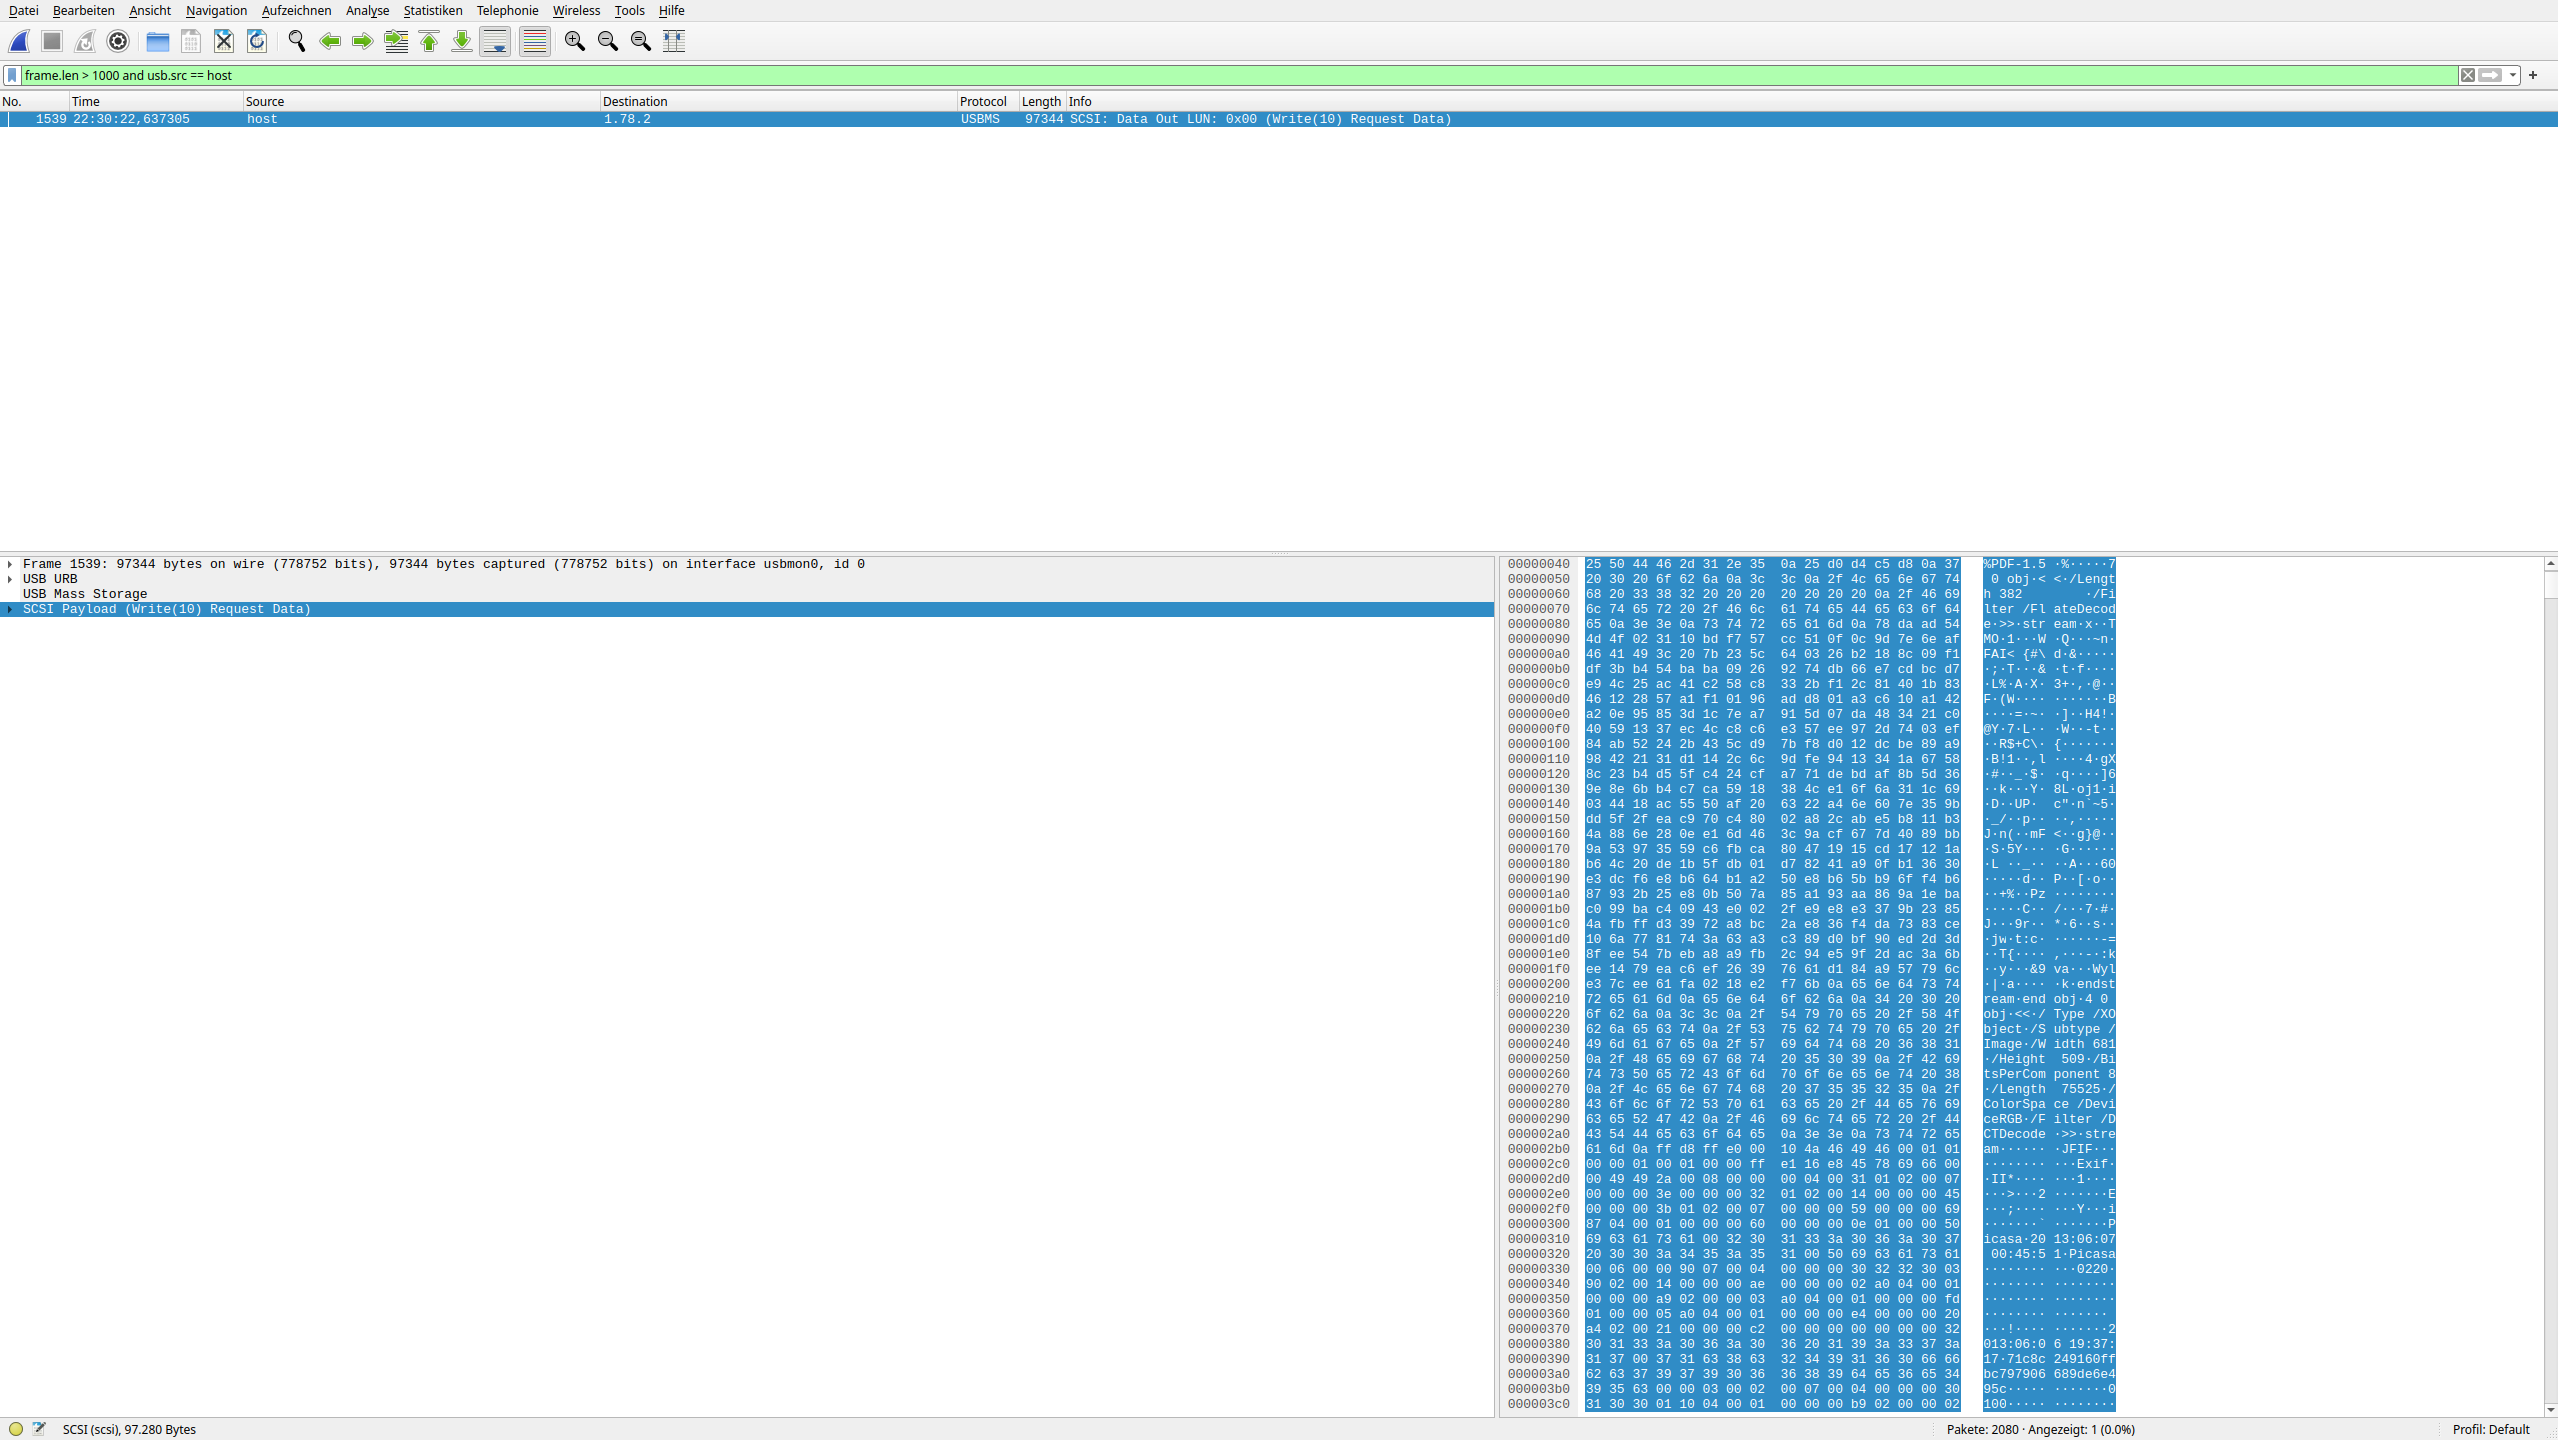 Datei Bearbeiten Ansicht Navigation Aufzeichnen Analyse Statistiken Telephonie Wireless Tools Hilfe
frame.len > 1000 and usb.src == host
No. Time Source Destination Protocol Length Info
1539 22:30:22,637305 host 1.78.2 USBMS 97344 SCSI: Data Out LUN: 0x00 (Write(10) Request Data)
Frame 1539: 97344 bytes on wire (778752 bits), 97344 bytes captured (778752 bits) on interface usbmon0, id 0
USB URB
USB Mass Storage
SCSI Payload (Write(10) Request Data)
00000040 25 50 44 46 2d 31 2e 35 0a 25 d0 d4 c5 d8 0a 37 %PDF-1.5 ·%·····7
00000050 20 30 20 6f 62 6a 0a 3c 3c 0a 2f 4c 65 6e 67 74 0 obj·< <·/Lengt
00000060 68 20 33 38 32 20 20 20 20 20 20 20 0a 2f 46 69 h 382 ·/Fi
00000070 6c 74 65 72 20 2f 46 6c 61 74 65 44 65 63 6f 64 lter /Fl ateDecod
00000080 65 0a 3e 3e 0a 73 74 72 65 61 6d 0a 78 da ad 54 e·>>·str eam·x··T
00000090 4d 4f 02 31 10 bd f7 57 cc 51 0f 0c 9d 7e 6e af MO·1···W ·Q···~n·
000000a0 46 41 49 3c 20 7b 23 5c 64 03 26 b2 18 8c 09 f1 FAI< {#\ d·&·····
000000b0 df 3b b4 54 ba ba 09 26 92 74 db 66 e7 cd bc d7 ·;·T···& ·t·f····
000000c0 e9 4c 25 ac 41 c2 58 c8 33 2b f1 2c 81 40 1b 83 ·L%·A·X· 3+·,·@··
000000d0 46 12 28 57 a1 f1 01 96 ad d8 01 a3 c6 10 a1 42 F·(W···· ·······B
000000e0 a2 0e 95 85 3d 1c 7e a7 91 5d 07 da 48 34 21 c0 ····=·~· ·]··H4!·
000000f0 40 59 13 37 ec 4c c8 c6 e3 57 ee 97 2d 74 03 ef @Y·7·L·· ·W··-t··
00000100 84 ab 52 24 2b 43 5c d9 7b f8 d0 12 dc be 89 a9 ··R$+C\· {·······
00000110 98 42 21 31 d1 14 2c 6c 9d fe 94 13 34 1a 67 58 ·B!1··,l ····4·gX
00000120 8c 23 b4 d5 5f c4 24 cf a7 71 de bd af 8b 5d 36 ·#··_·$· ·q····]6
00000130 9e 8e 6b b4 c7 ca 59 18 38 4c e1 6f 6a 31 1c 69 ··k···Y· 8L·oj1·i
00000140 03 44 18 ac 55 50 af 20 63 22 a4 6e 60 7e 35 9b ·D··UP· c"·n`~5·
00000150 dd 5f 2f ea c9 70 c4 80 02 a8 2c ab e5 b8 11 b3 ·_/··p·· ··,·····
00000160 4a 88 6e 28 0e e1 6d 46 3c 9a cf 67 7d 40 89 bb J·n(··mF <··g}@··
00000170 9a 53 97 35 59 c6 fb ca 80 47 19 15 cd 17 12 1a ·S·5Y··· ·G······
00000180 b6 4c 20 de 1b 5f db 01 d7 82 41 a9 0f b1 36 30 ·L ··_·· ··A···60
00000190 e3 dc f6 e8 b6 64 b1 a2 50 e8 b6 5b b9 6f f4 b6 ·····d·· P··[·o··
000001a0 87 93 2b 25 e8 0b 50 7a 85 a1 93 aa 86 9a 1e ba ··+%··Pz ········
000001b0 c0 99 ba c4 09 43 e0 02 2f e9 e8 e3 37 9b 23 85 ·····C·· /···7·#·
000001c0 4a fb ff d3 39 72 a8 bc 2a e8 36 f4 da 73 83 ce J···9r·· *·6··s··
000001d0 10 6a 77 81 74 3a 63 a3 c3 89 d0 bf 90 ed 2d 3d ·jw·t:c· ······-=
000001e0 8f ee 54 7b eb a8 a9 fb 2c 94 e5 9f 2d ac 3a 6b ··T{···· ,···-·:k
000001f0 ee 14 79 ea c6 ef 26 39 76 61 d1 84 a9 57 79 6c ··y···&9 va···Wyl
00000200 e3 7c ee 61 fa 02 18 e2 f7 6b 0a 65 6e 64 73 74 ·|·a···· ·k·endst
00000210 72 65 61 6d 0a 65 6e 64 6f 62 6a 0a 34 20 30 20 ream·end obj·4 0
00000220 6f 62 6a 0a 3c 3c 0a 2f 54 79 70 65 20 2f 58 4f obj·<<·/ Type /XO
00000230 62 6a 65 63 74 0a 2f 53 75 62 74 79 70 65 20 2f bject·/S ubtype /
00000240 49 6d 61 67 65 0a 2f 57 69 64 74 68 20 36 38 31 Image·/W idth 681
00000250 0a 2f 48 65 69 67 68 74 20 35 30 39 0a 2f 42 69 ·/Height 509·/Bi
00000260 74 73 50 65 72 43 6f 6d 70 6f 6e 65 6e 74 20 38 tsPerCom ponent 8
00000270 0a 2f 4c 65 6e 67 74 68 20 37 35 35 32 35 0a 2f ·/Length 75525·/
00000280 43 6f 6c 6f 72 53 70 61 63 65 20 2f 44 65 76 69 ColorSpa ce /Devi
00000290 63 65 52 47 42 0a 2f 46 69 6c 74 65 72 20 2f 44 ceRGB·/F ilter /D
000002a0 43 54 44 65 63 6f 64 65 0a 3e 3e 0a 73 74 72 65 CTDecode ·>>·stre
000002b0 61 6d 0a ff d8 ff e0 00 10 4a 46 49 46 00 01 01 am······ ·JFIF···
000002c0 00 00 01 00 01 00 00 ff e1 16 e8 45 78 69 66 00 ········ ···Exif·
000002d0 00 49 49 2a 00 08 00 00 00 04 00 31 01 02 00 07 ·II*···· ···1····
000002e0 00 00 00 3e 00 00 00 32 01 02 00 14 00 00 00 45 ···>···2 ·······E
000002f0 00 00 00 3b 01 02 00 07 00 00 00 59 00 00 00 69 ···;···· ···Y···i
00000300 87 04 00 01 00 00 00 60 00 00 00 0e 01 00 00 50 ·······` ·······P
00000310 69 63 61 73 61 00 32 30 31 33 3a 30 36 3a 30 37 icasa·20 13:06:07
00000320 20 30 30 3a 34 35 3a 35 31 00 50 69 63 61 73 61 00:45:5 1·Picasa
00000330 00 06 00 00 90 07 00 04 00 00 00 30 32 32 30 03 ········ ···0220·
00000340 90 02 00 14 00 00 00 ae 00 00 00 02 a0 04 00 01 ········ ········
00000350 00 00 00 a9 02 00 00 03 a0 04 00 01 00 00 00 fd ········ ········
00000360 01 00 00 05 a0 04 00 01 00 00 00 e4 00 00 00 20 ········ ·······
00000370 a4 02 00 21 00 00 00 c2 00 00 00 00 00 00 00 32 ···!···· ·······2
00000380 30 31 33 3a 30 36 3a 30 36 20 31 39 3a 33 37 3a 013:06:0 6 19:37:
00000390 31 37 00 37 31 63 38 63 32 34 39 31 36 30 66 66 17·71c8c 249160ff
000003a0 62 63 37 39 37 39 30 36 36 38 39 64 65 36 65 34 bc797906 689de6e4
000003b0 39 35 63 00 00 03 00 02 00 07 00 04 00 00 00 30 95c····· ·······0
000003c0 31 30 30 01 10 04 00 01 00 00 00 b9 02 00 00 02 100····· ········
SCSI (scsi), 97.280 Bytes Pakete: 2080 · Angezeigt: 1 (0.0%) Profil: Default